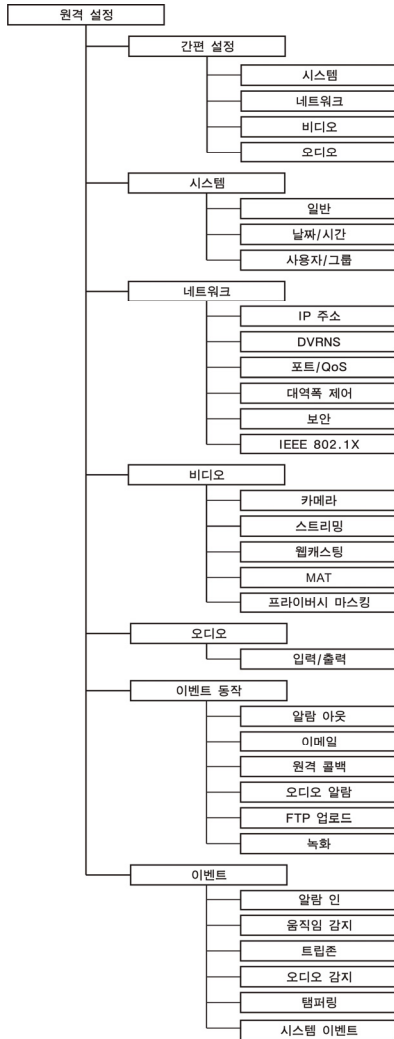 원격 설정
간편 설정
시스템
네트워크
비디오
오디오
시스템
일반
날짜/시간
사용자/그룹
네트워크
IP 주소
DVRNS
포트/QoS
대역폭 제어
보안
IEEE 802.1X
비디오
카메라
스트리밍
웹캐스팅
MAT
프라이버시 마스킹
오디오
입력/출력
이벤트 동작
알람 아웃
이메일
원격 콜백
오디오 알람
FTP 업로드
녹화
이벤트
알람 인
움직임 감지
트립존
오디오 감지
탬퍼링
시스템 이벤트